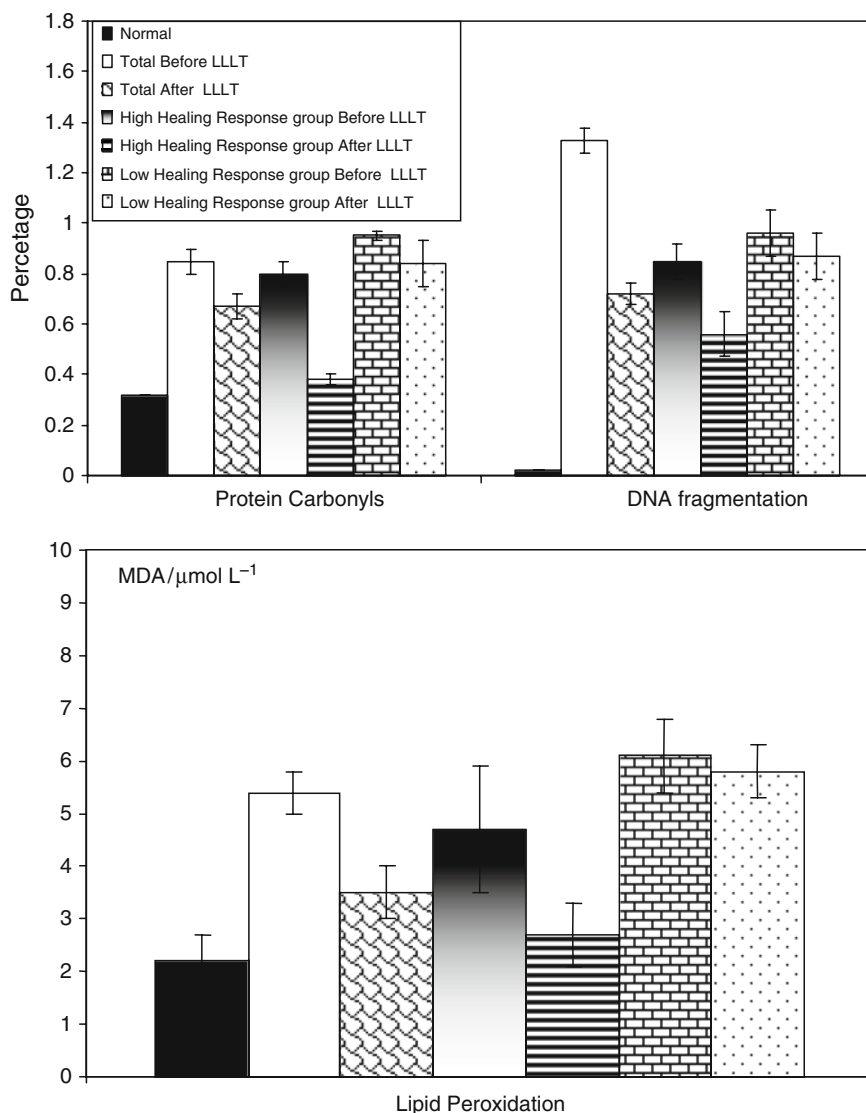 1.8
1.6
1.4
1.2
1
0.8
0.6
0.4
0.2
0
Percetage
Normal
Total Before LLLT
Total After LLLT
High Healing Response group Before LLLT
High Healing Response group After LLLT
Low Healing Response group Before LLLT
Low Healing Response group After LLLT
Protein Carbonyls DNA fragmentation
10
9
8
7
6
5
4
3
2
1
0
MDA/μmol L⁻¹
Lipid Peroxidation